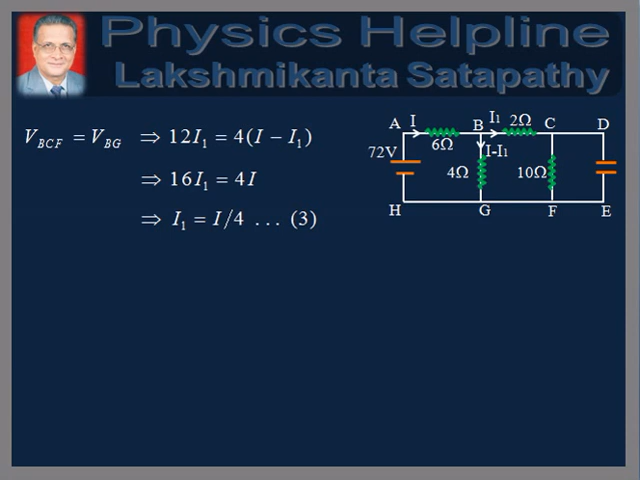 Physics Helpline
Lakshmikanta Satapathy
V_BCF = V_BG ⇒ 12I₁ = 4(I − I₁)
⇒ 16I₁ = 4I
⇒ I₁ = I/4 ... (3)
A I B I₁ 2Ω C D
6Ω I-I₁
72V 4Ω 10Ω
H G F E